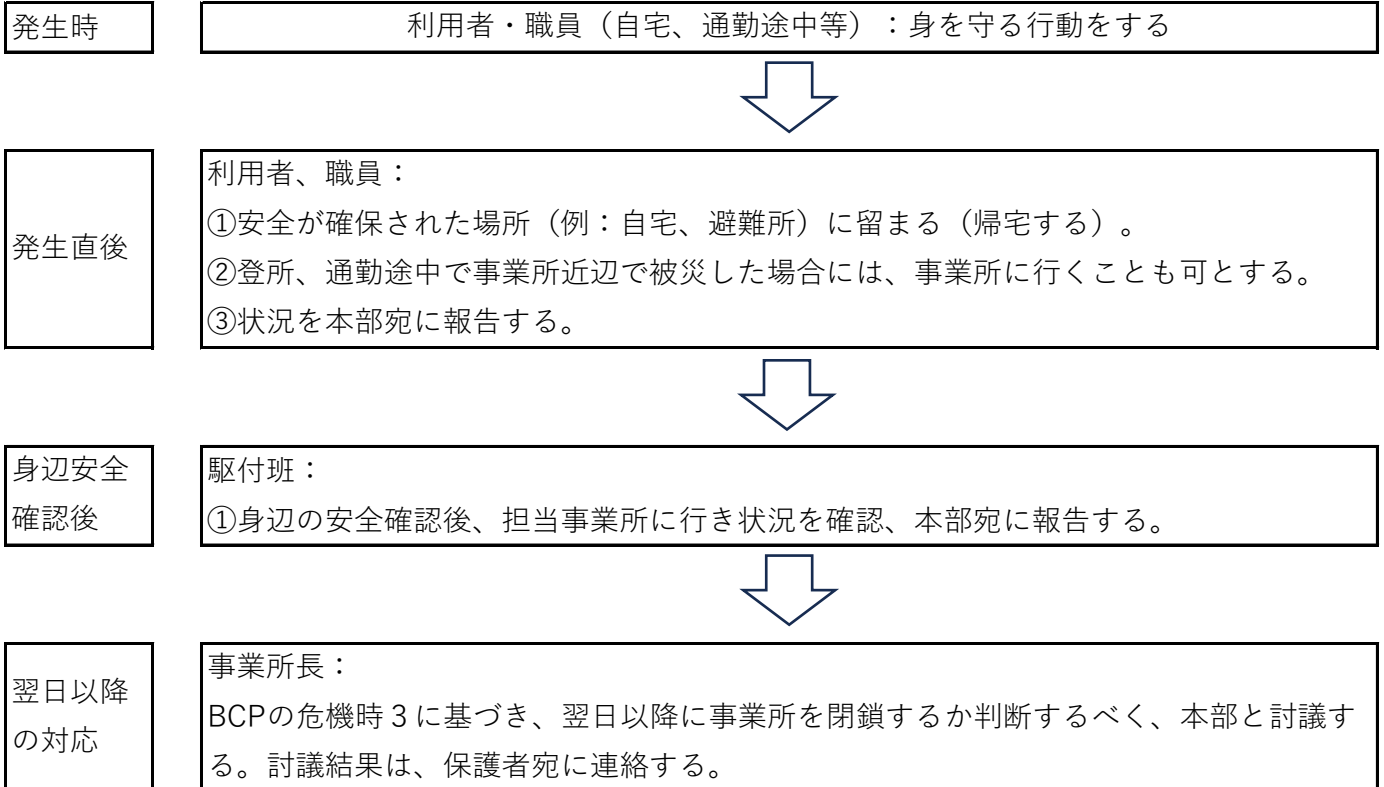 発生時
利用者・職員（自宅、通勤途中等）：身を守る行動をする
発生直後
利用者、職員：
①安全が確保された場所（例：自宅、避難所）に留まる（帰宅する）。
②登所、通勤途中で事業所近辺で被災した場合には、事業所に行くことも可とする。
③状況を本部宛に報告する。
身辺安全
確認後
駆付班：
①身辺の安全確認後、担当事業所に行き状況を確認、本部宛に報告する。
翌日以降
の対応
事業所長：
BCPの危機時３に基づき、翌日以降に事業所を閉鎖するか判断するべく、本部と討議す
る。討議結果は、保護者宛に連絡する。